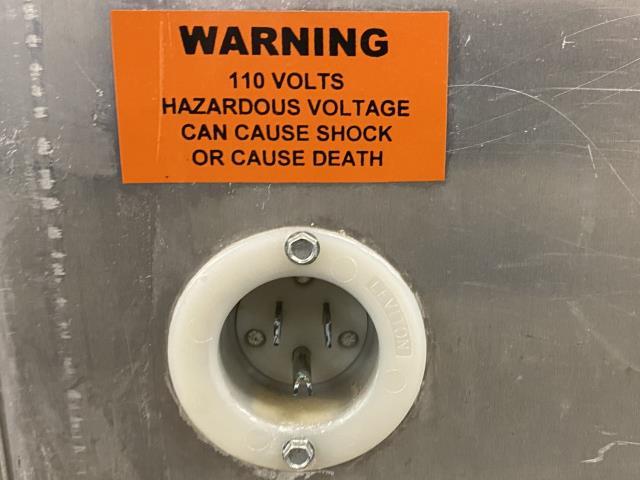 WARNING
110 VOLTS
HAZARDOUS VOLTAGE
CAN CAUSE SHOCK
OR CAUSE DEATH
LEVITON